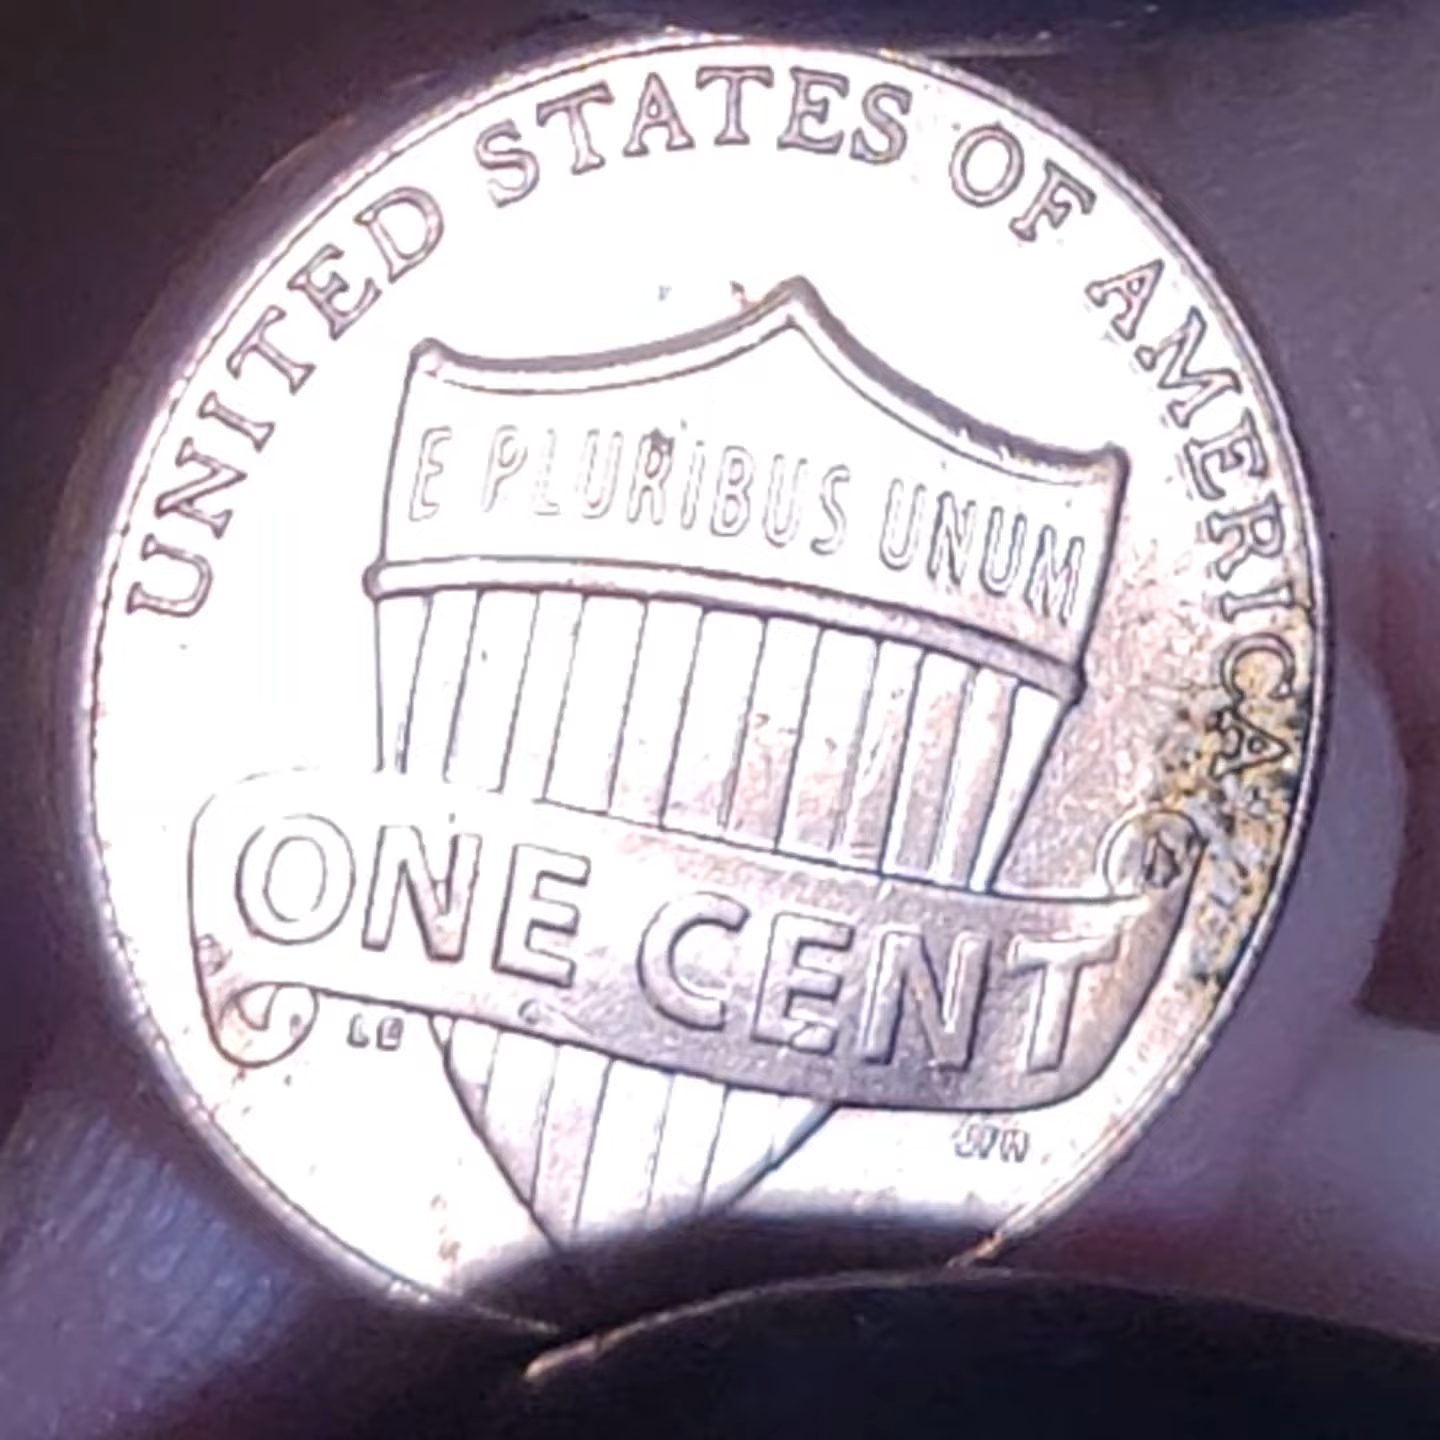 UNITED STATES OF AMERICA
E PLURIBUS UNUM
ONE CENT
LB
JFM